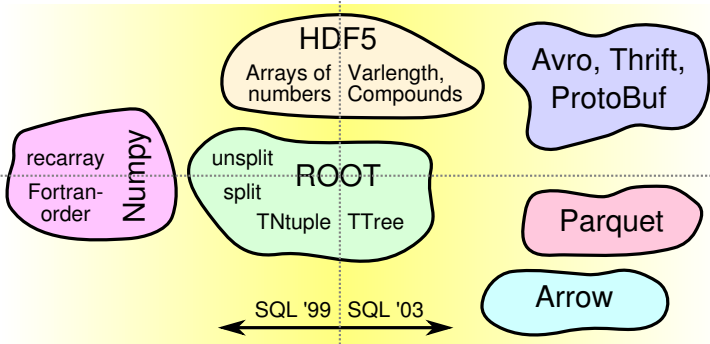 HDF5
Arrays of
numbers
Varlength,
Compounds
Avro, Thrift,
ProtoBuf
recarray
Fortran-
order
Numpy
unsplit
ROOT
split
TNtuple
TTree
Parquet
Arrow
SQL '99
SQL '03